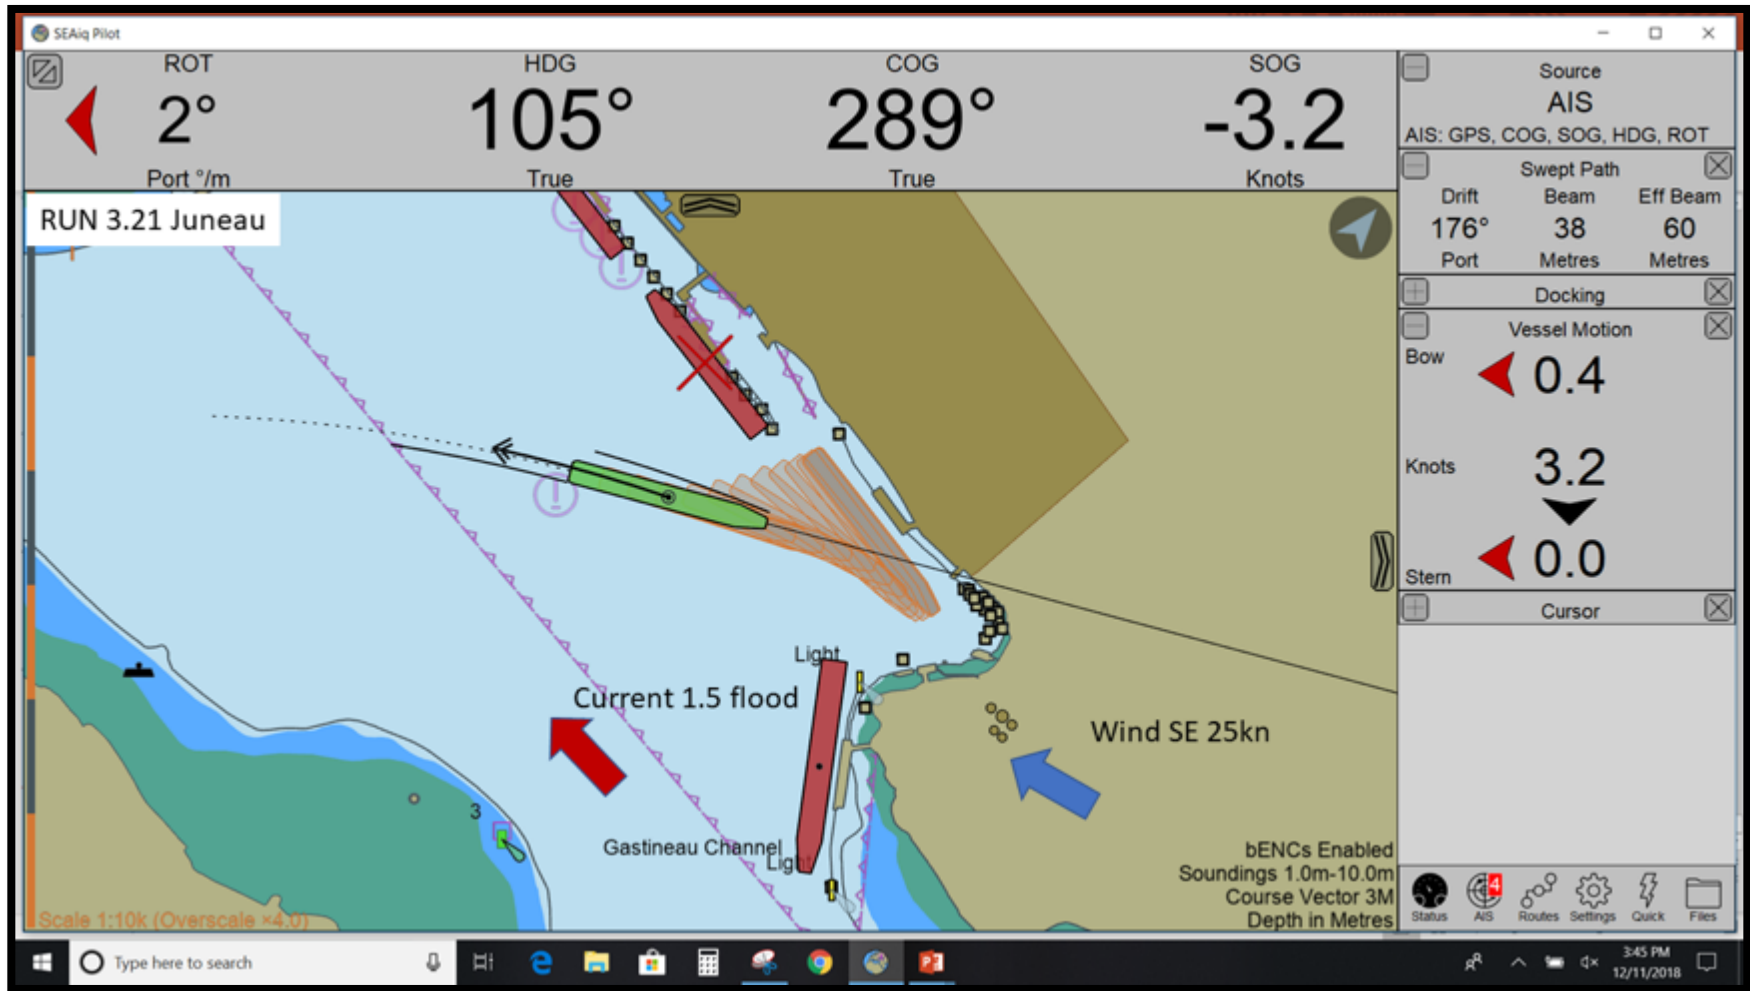 SEAiq Pilot
ROT
HDG
COG
SOG
2°
105°
289°
-3.2
Port °/m
True
True
Knots
RUN 3.21 Juneau
Source
AIS
AIS: GPS, COG, SOG, HDG, ROT
Swept Path
Drift
Beam
Eff Beam
176°
38
60
Port
Metres
Metres
Docking
Vessel Motion
Bow
0.4
Knots
3.2
Stern
0.0
Cursor
Light
Current 1.5 flood
Wind SE 25kn
3
Gastineau Channel
Light
bENCs Enabled
Soundings 1.0m-10.0m
Course Vector 3M
Depth in Metres
Scale 1:10k (Overscale ×4.0)
4
Status
AIS
Routes
Settings
Quick
Files
Type here to search
3:45 PM
12/11/2018